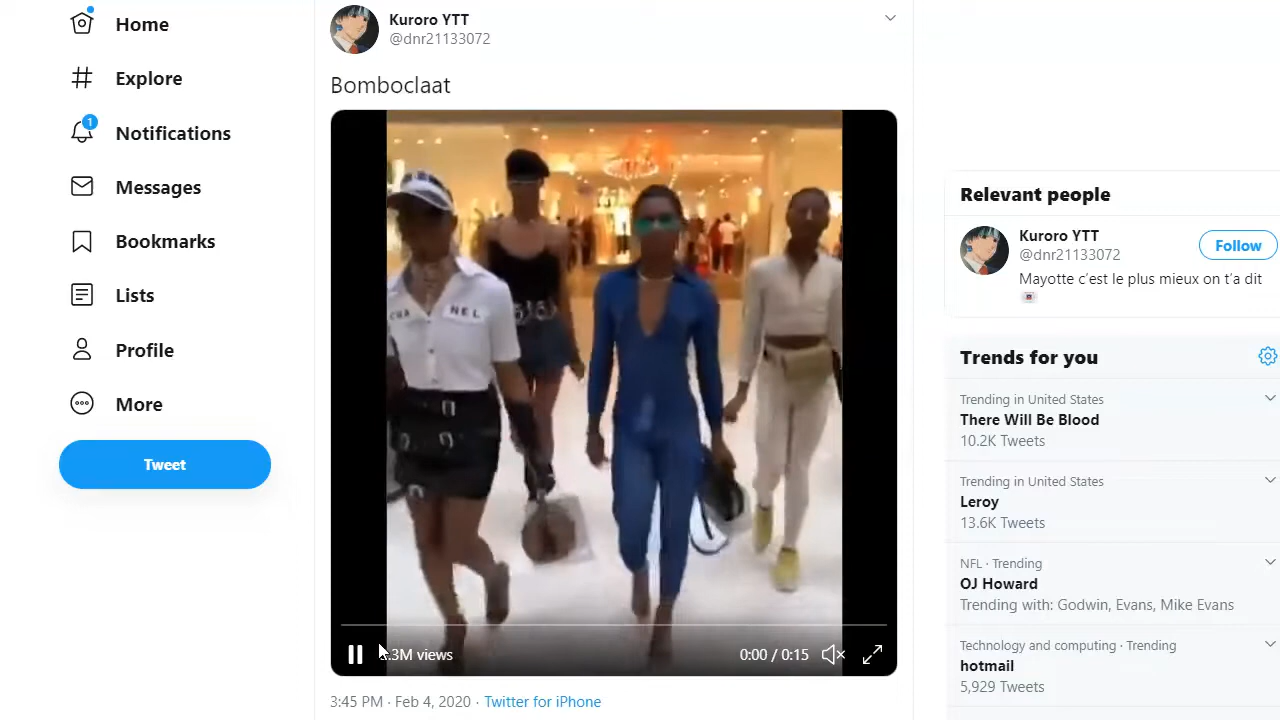 Home
Explore
1
Notifications
Messages
Bookmarks
Lists
Profile
More
Tweet
Kuroro YTT
@dnr21133072
Bomboclaat
CHA NEL
.3M views
0:00 / 0:15
3:45 PM · Feb 4, 2020 · Twitter for iPhone
Relevant people
Kuroro YTT
@dnr21133072
Follow
Mayotte c'est le plus mieux on t'a dit
Trends for you
Trending in United States
There Will Be Blood
10.2K Tweets
Trending in United States
Leroy
13.6K Tweets
NFL · Trending
OJ Howard
Trending with: Godwin, Evans, Mike Evans
Technology and computing · Trending
hotmail
5,929 Tweets